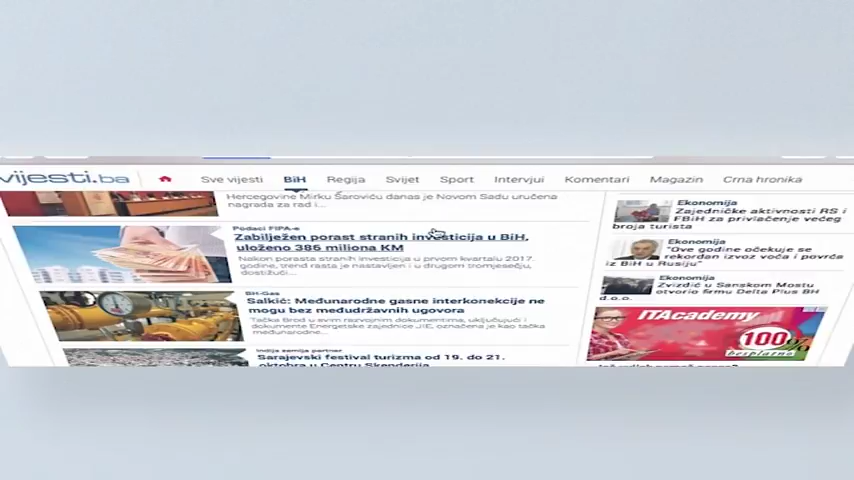 vijesti.ba
Sve vijesti BiH Regija Svijet Sport Intervjui Komentari Magazin Crna hronika
Hercegovine Mirku Šaroviću danas je Novom Sadu uručena
nagrada za rad i...
Podaci FIPA-e
Zabilježen porast stranih investicija u BiH,
uloženo 386 miliona KM
Nakon porasta stranih investicija u prvom kvartalu 2017.
godine, trend rasta je nastavljen i u drugom tromjesečju,
dostižući...
BH-Gas
Salkić: Međunarodne gasne interkonekcije ne
mogu bez međudržavnih ugovora
Tačka Brod u svim razvojnim dokumentima, uključujući i
dokumente Energetske zajednice JIE, označena je kao tačka
međunarodne...
Indija zemlja partner
Sarajevski festival turizma od 19. do 21.
oktobra u Centru Skenderija
Ekonomija
Zajedničke aktivnosti RS i
FBiH za privlačenje većeg
broja turista
Ekonomija
"Ove godine očekuje se
rekordan izvoz voća i povrća
iz BiH u Rusiju"
Ekonomija
Zvizdić u Sanskom Mostu
otvorio firmu Delta Plus BH
d.o.o.
ITAcademy
100%
besplatno